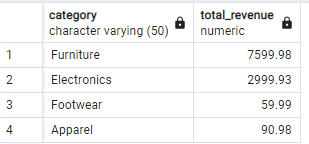 category total_revenue
character varying (50) numeric
1 Furniture 7599.98
2 Electronics 2999.93
3 Footwear 59.99
4 Apparel 90.98